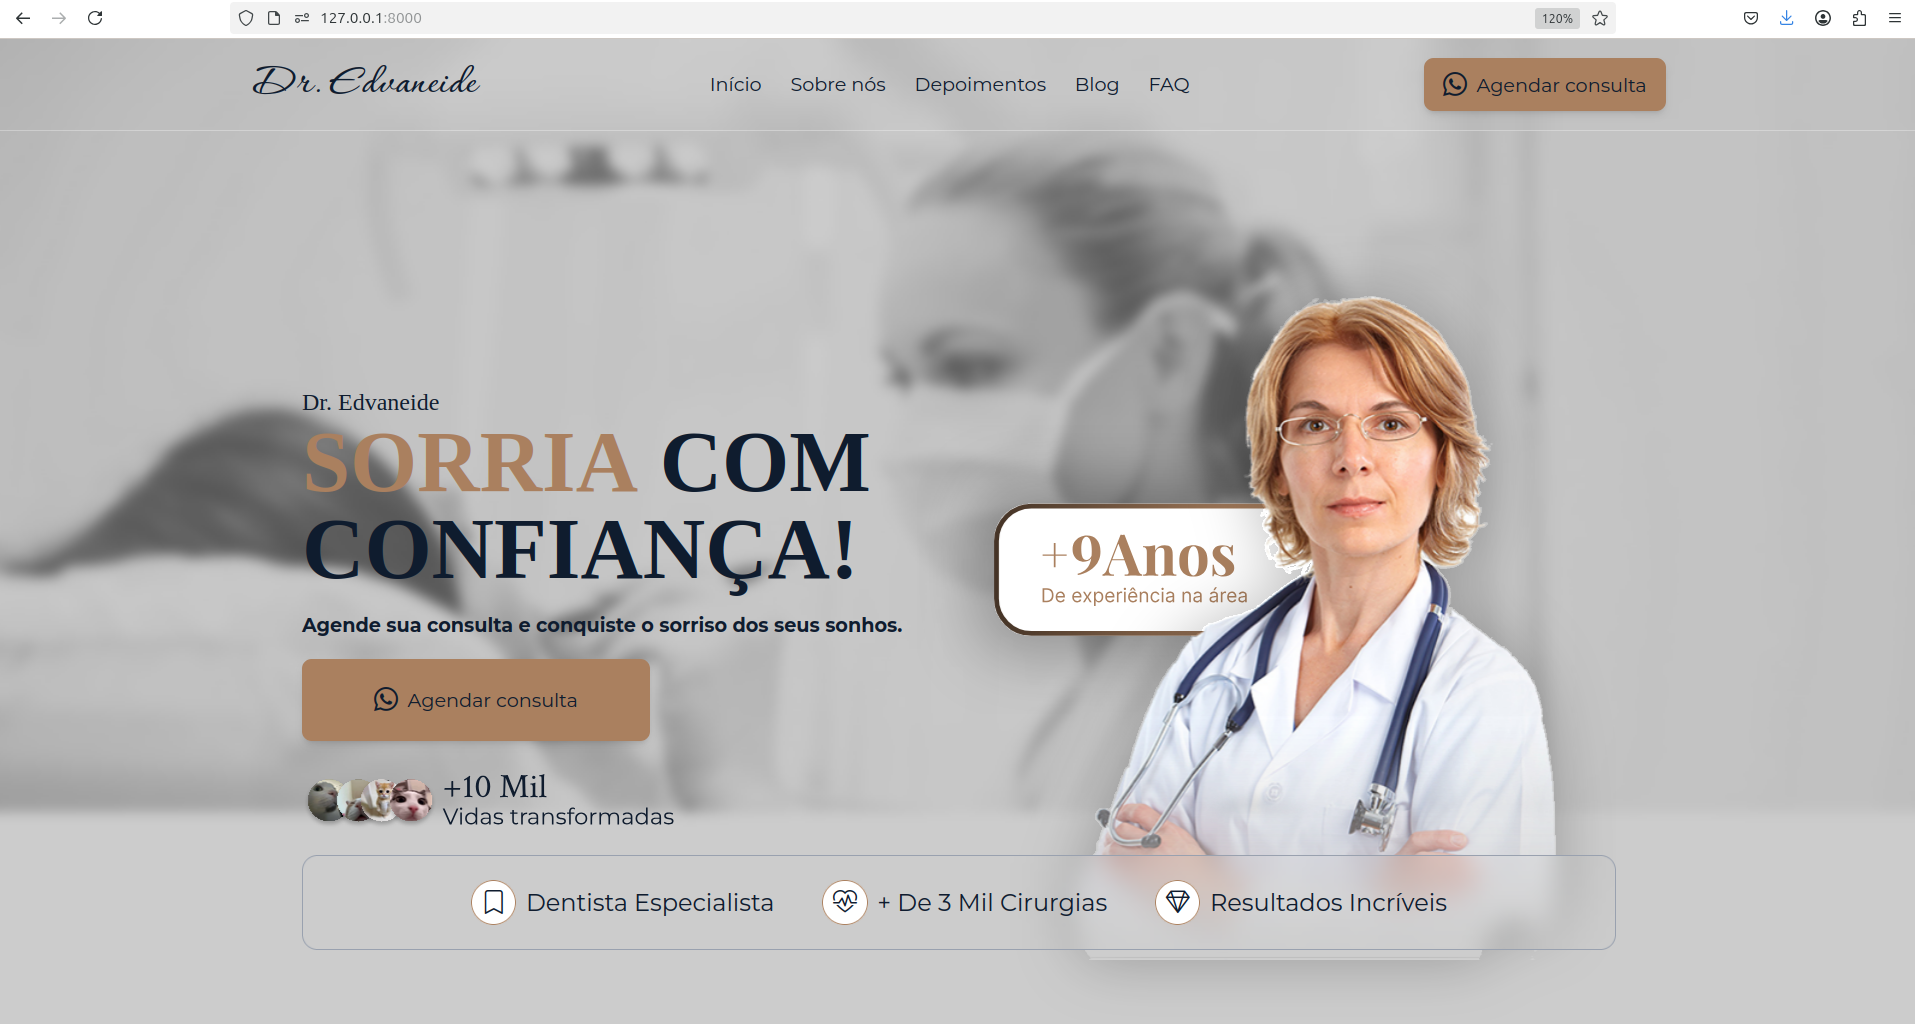 127.0.0.1:8000
120%
Dr. Edvaneide
Início Sobre nós Depoimentos Blog FAQ
Agendar consulta
Dr. Edvaneide
SORRIA COM
CONFIANÇA!
Agende sua consulta e conquiste o sorriso dos seus sonhos.
Agendar consulta
+10 Mil
Vidas transformadas
+9Anos
De experiência na área
Dentista Especialista
+ De 3 Mil Cirurgias
Resultados Incríveis